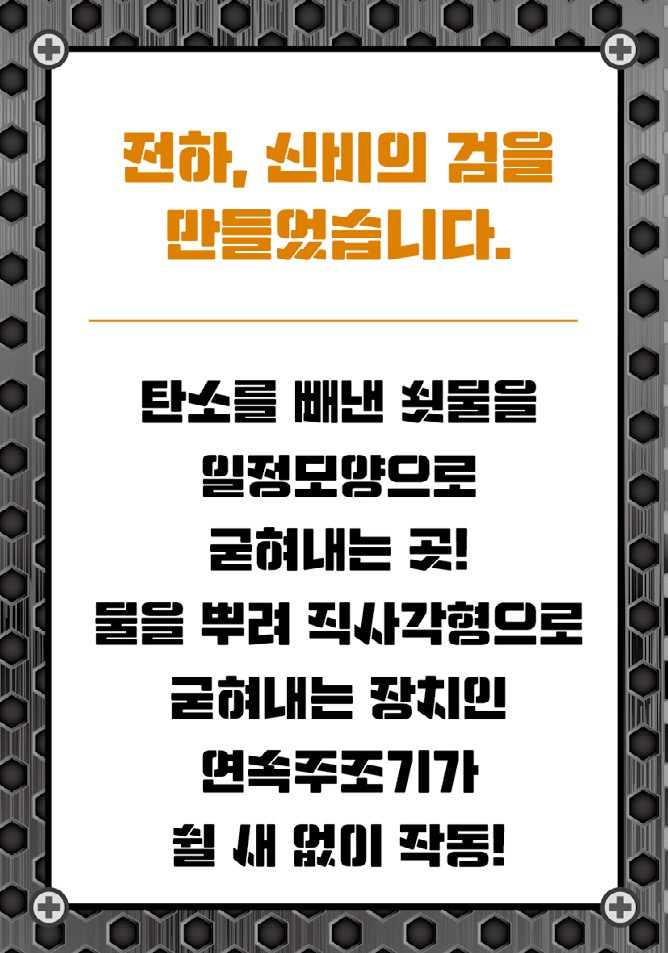 전하, 신비의 검을
만들었습니다.
탄소를 빼낸 쇳물을
일정모양으로
굳혀내는 곳!
물을 뿌려 직사각형으로
굳혀내는 장치인
연속주조기가
쉴 새 없이 작동!